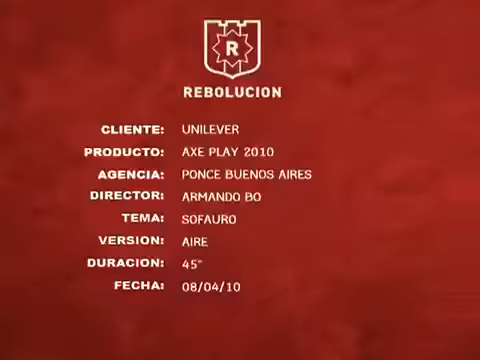 R
REBOLUCION
CLIENTE: UNILEVER
PRODUCTO: AXE PLAY 2010
AGENCIA: PONCE BUENOS AIRES
DIRECTOR: ARMANDO BO
TEMA: SOFAURO
VERSION: AIRE
DURACION: 45"
FECHA: 08/04/10